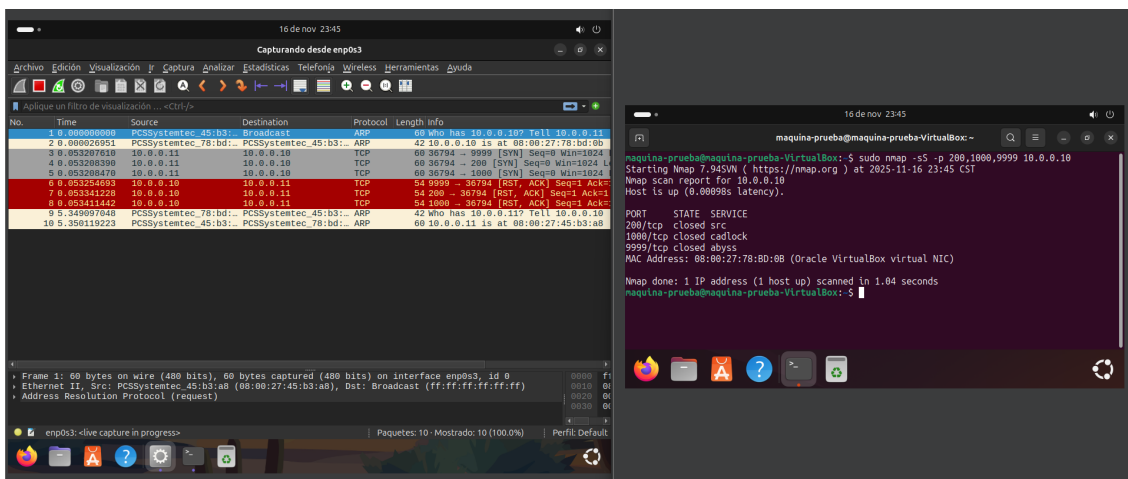 16 de nov 23:45
Capturando desde enp0s3
Archivo Edición Visualización Ir Captura Analizar Estadísticas Telefonía Wireless Herramientas Ayuda
Aplique un filtro de visualización … <Ctrl-/>
No. Time Source Destination Protocol Length Info
1 0.000000000 PCSSystemtec_45:b3:… Broadcast ARP 60 Who has 10.0.0.10? Tell 10.0.0.11
2 0.000026951 PCSSystemtec_78:bd:… PCSSystemtec_45:b3:… ARP 42 10.0.0.10 is at 08:00:27:78:bd:0b
3 0.053207610 10.0.0.11 10.0.0.10 TCP 60 36794 → 9999 [SYN] Seq=0 Win=1024
4 0.053208390 10.0.0.11 10.0.0.10 TCP 60 36794 → 200 [SYN] Seq=0 Win=1024 L
5 0.053208470 10.0.0.11 10.0.0.10 TCP 60 36794 → 1000 [SYN] Seq=0 Win=1024
6 0.053254693 10.0.0.10 10.0.0.11 TCP 54 9999 → 36794 [RST, ACK] Seq=1 Ack=
7 0.053341228 10.0.0.10 10.0.0.11 TCP 54 200 → 36794 [RST, ACK] Seq=1 Ack=1
8 0.053411442 10.0.0.10 10.0.0.11 TCP 54 1000 → 36794 [RST, ACK] Seq=1 Ack=
9 5.349097048 PCSSystemtec_78:bd:… PCSSystemtec_45:b3:… ARP 42 Who has 10.0.0.11? Tell 10.0.0.10
10 5.350119223 PCSSystemtec_45:b3:… PCSSystemtec_78:bd:… ARP 60 10.0.0.11 is at 08:00:27:45:b3:a8
Frame 1: 60 bytes on wire (480 bits), 60 bytes captured (480 bits) on interface enp0s3, id 0
Ethernet II, Src: PCSSystemtec_45:b3:a8 (08:00:27:45:b3:a8), Dst: Broadcast (ff:ff:ff:ff:ff:ff)
Address Resolution Protocol (request)
0000 ff
0010 08
0020 00
0030 00
enp0s3: <live capture in progress> Paquetes: 10 · Mostrado: 10 (100.0%) Perfil: Default
16 de nov 23:45
maquina-prueba@maquina-prueba-VirtualBox: ~
maquina-prueba@maquina-prueba-VirtualBox:~$ sudo nmap -sS -p 200,1000,9999 10.0.0.10
Starting Nmap 7.94SVN ( https://nmap.org ) at 2025-11-16 23:45 CST
Nmap scan report for 10.0.0.10
Host is up (0.00098s latency).
PORT STATE SERVICE
200/tcp closed src
1000/tcp closed cadlock
9999/tcp closed abyss
MAC Address: 08:00:27:78:BD:0B (Oracle VirtualBox virtual NIC)
Nmap done: 1 IP address (1 host up) scanned in 1.04 seconds
maquina-prueba@maquina-prueba-VirtualBox:~$